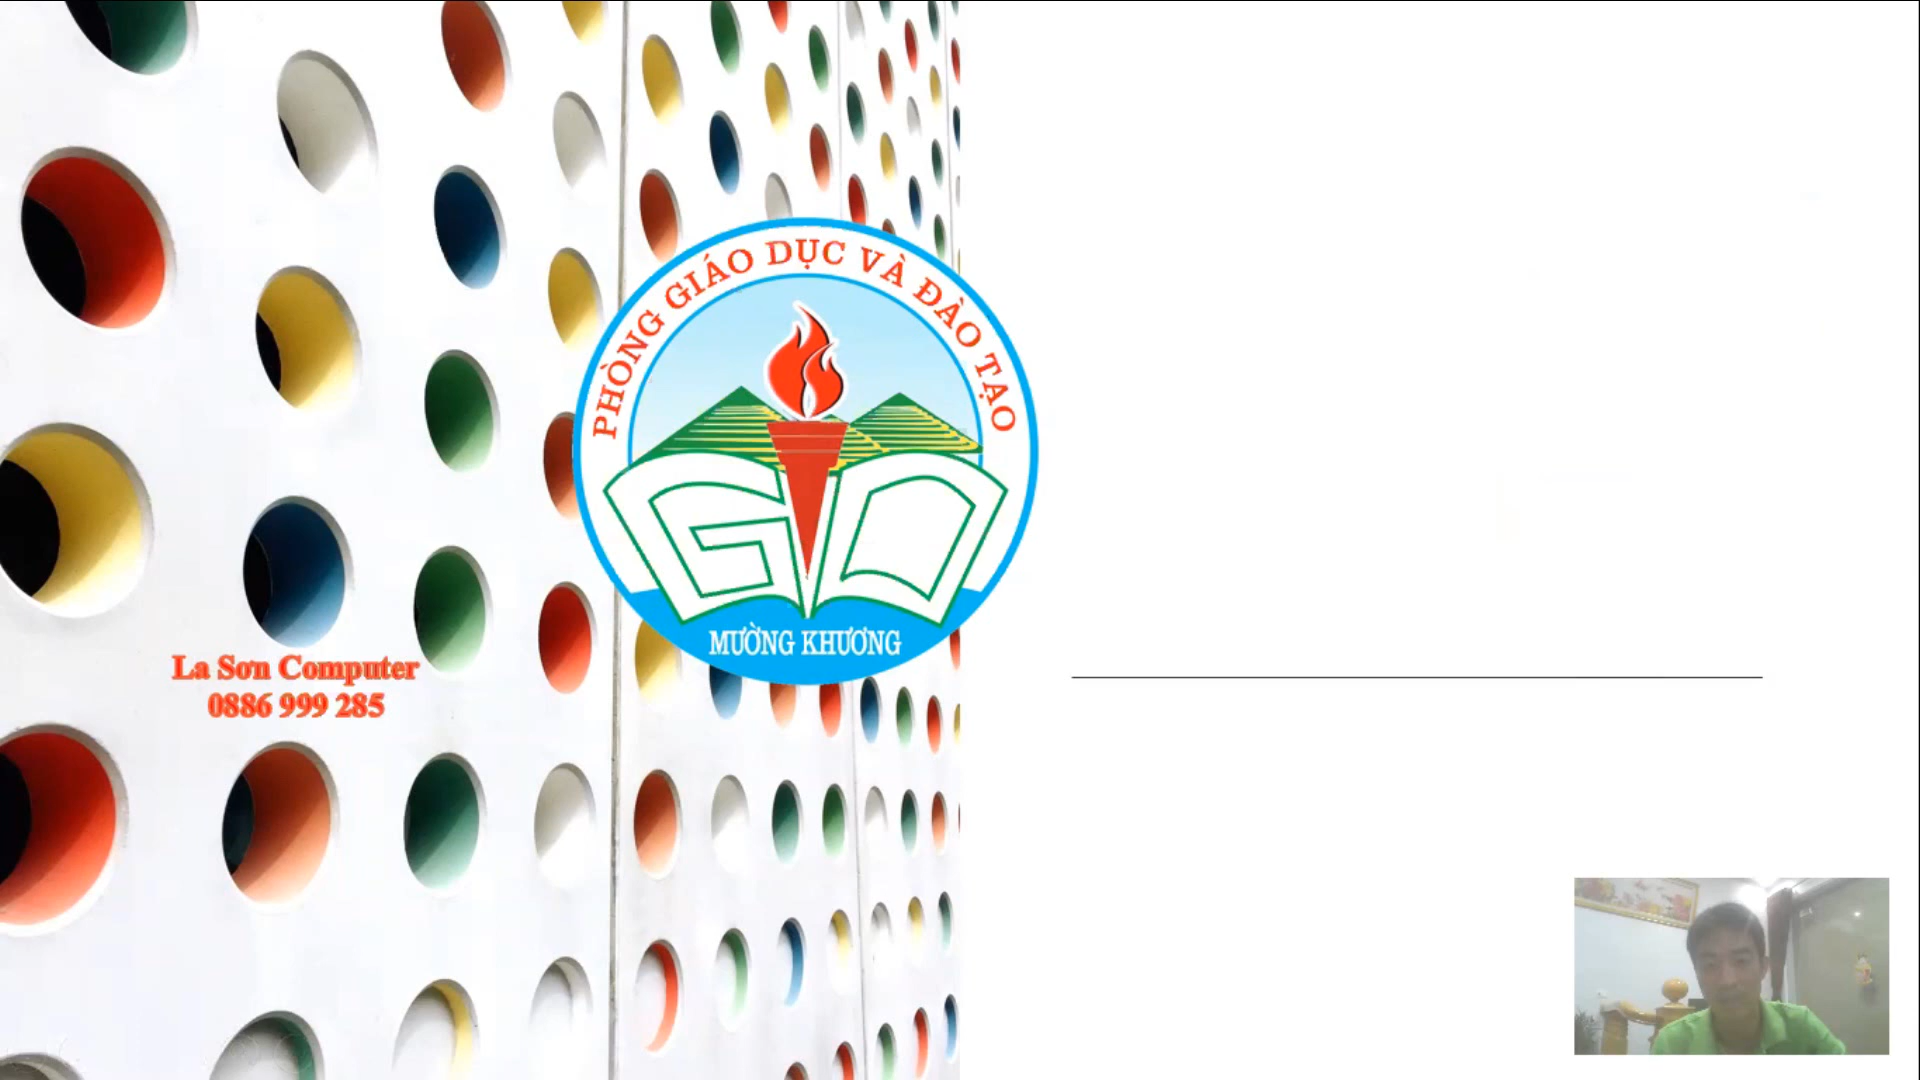 PHÒNG GIÁO DỤC VÀ ĐÀO TẠO
GD
MƯỜNG KHƯƠNG
La Sơn Computer
0886 999 285